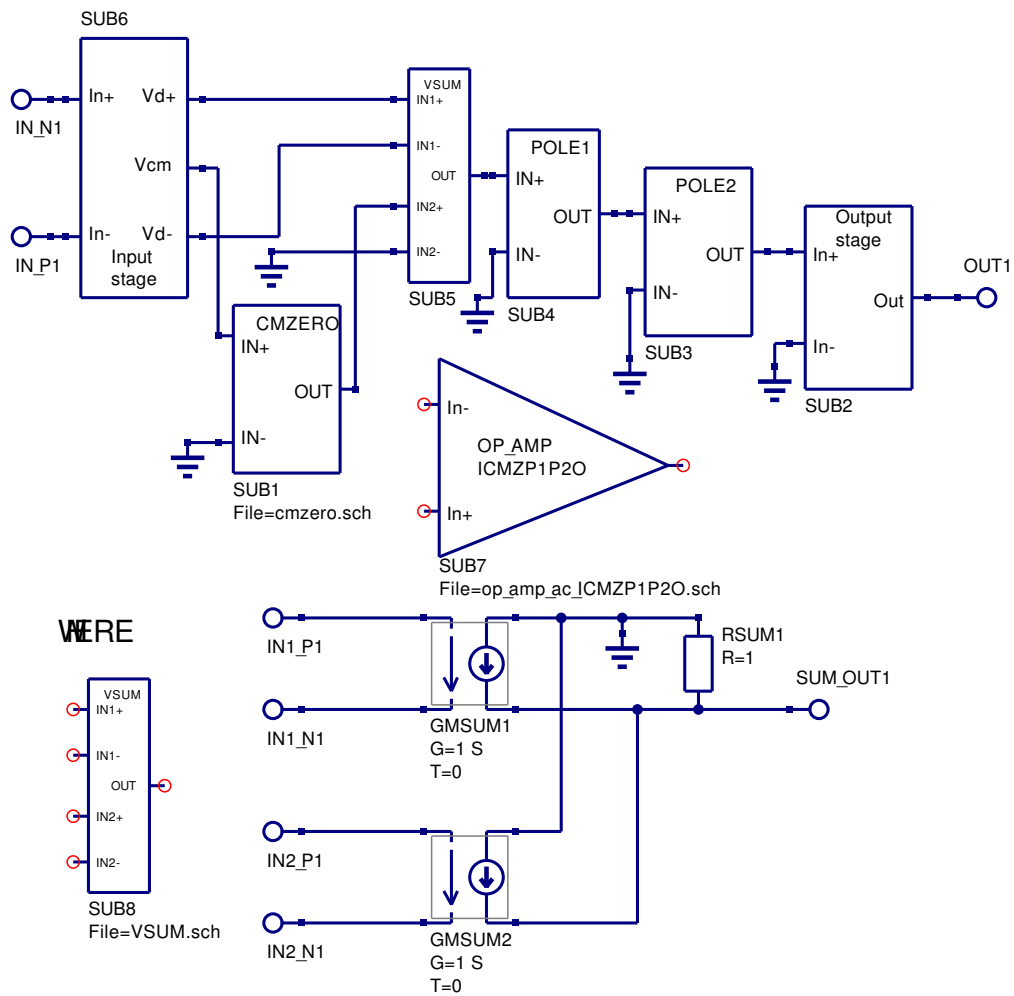 SUB6
In+
Vd+
IN_N1
Vcm
In-
Vd-
IN_P1
Input
stage
VSUM
IN1+
IN1-
OUT
IN2+
IN2-
SUB5
POLE1
IN+
OUT
IN-
SUB4
POLE2
IN+
OUT
IN-
SUB3
Output
stage
In+
Out
In-
SUB2
OUT1
CMZERO
IN+
OUT
IN-
SUB1
File=cmzero.sch
In-
OP_AMP
ICMZP1P2O
In+
SUB7
File=op_amp_ac_ICMZP1P2O.sch
VSUM
IN1+
IN1-
OUT
IN2+
IN2-
SUB8
File=VSUM.sch
IN1_P1
IN1_N1
GMSUM1
G=1 S
T=0
RSUM1
R=1
SUM_OUT1
IN2_P1
IN2_N1
GMSUM2
G=1 S
T=0